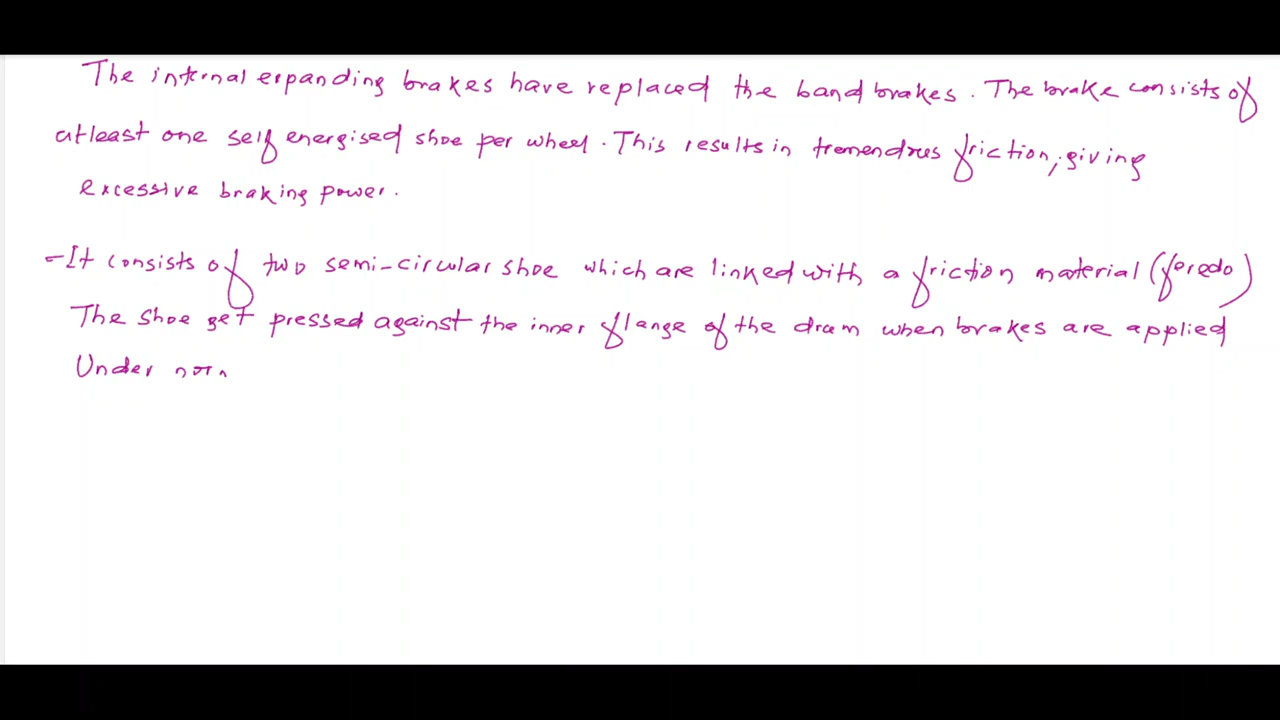 The internal expanding brakes have replaced the band brakes. The brake consists of
atleast one self energised shoe per wheel. This results in tremendous friction, giving
excessive braking power.
-It consists of two semi-circular shoe which are linked with a friction material (feredo)
The shoe get pressed against the inner flange of the dram when brakes are applied
Under norm